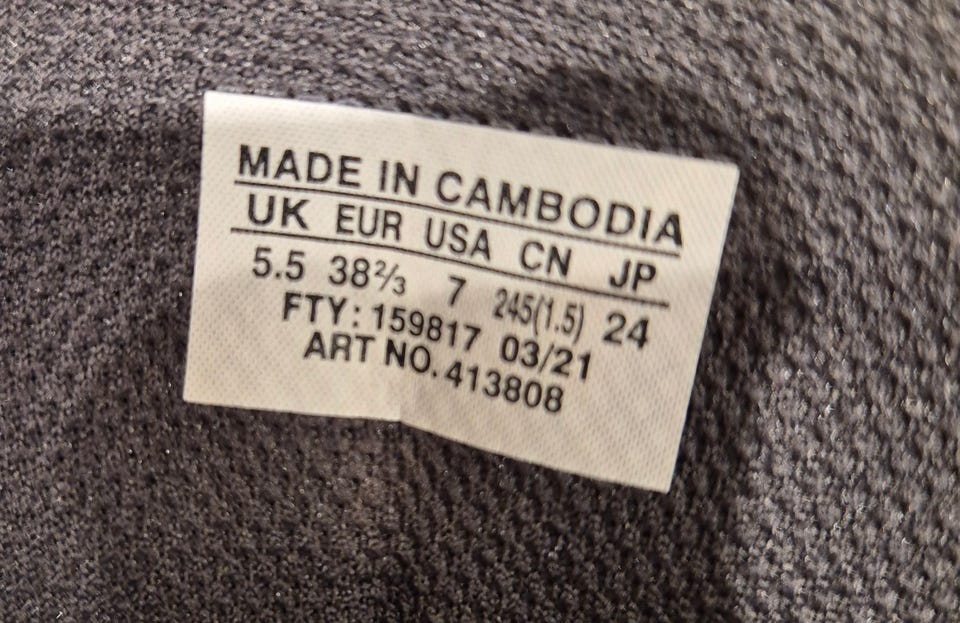 MADE IN CAMBODIA
UK EUR USA CN JP
5.5 38⅔ 7 245(1.5) 24
FTY: 159817 03/21
ART NO. 413808